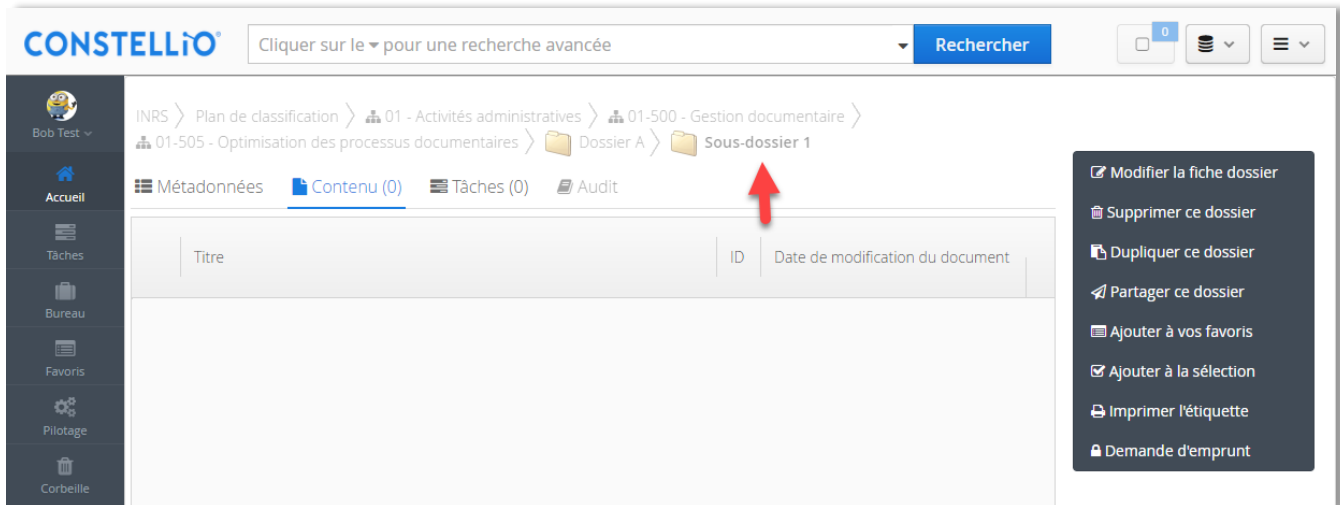 CONSTELLiO°
Cliquer sur le ▾ pour une recherche avancée
Rechercher
0
Bob Test
INRS 〉 Plan de classification 〉 01 - Activités administratives 〉 01-500 - Gestion documentaire 〉
01-505 - Optimisation des processus documentaires 〉 Dossier A 〉 Sous-dossier 1
Métadonnées Contenu (0) Tâches (0) Audit
Titre ID Date de modification du document
Accueil
Tâches
Bureau
Favoris
Pilotage
Corbeille
Modifier la fiche dossier
Supprimer ce dossier
Dupliquer ce dossier
Partager ce dossier
Ajouter à vos favoris
Ajouter à la sélection
Imprimer l'étiquette
Demande d'emprunt